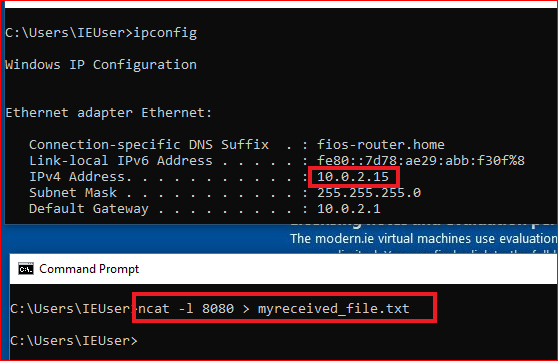 C:\Users\IEUser>ipconfig
Windows IP Configuration
Ethernet adapter Ethernet:
Connection-specific DNS Suffix  . : fios-router.home
Link-local IPv6 Address . . . . . : fe80::7d78:ae29:abb:f30f%8
IPv4 Address. . . . . . . . . . . : 10.0.2.15
Subnet Mask . . . . . . . . . . . : 255.255.255.0
Default Gateway . . . . . . . . . : 10.0.2.1
The modern.ie virtual machines use evaluation
Command Prompt
C:\Users\IEUser>ncat -l 8080 > myreceived_file.txt
C:\Users\IEUser>